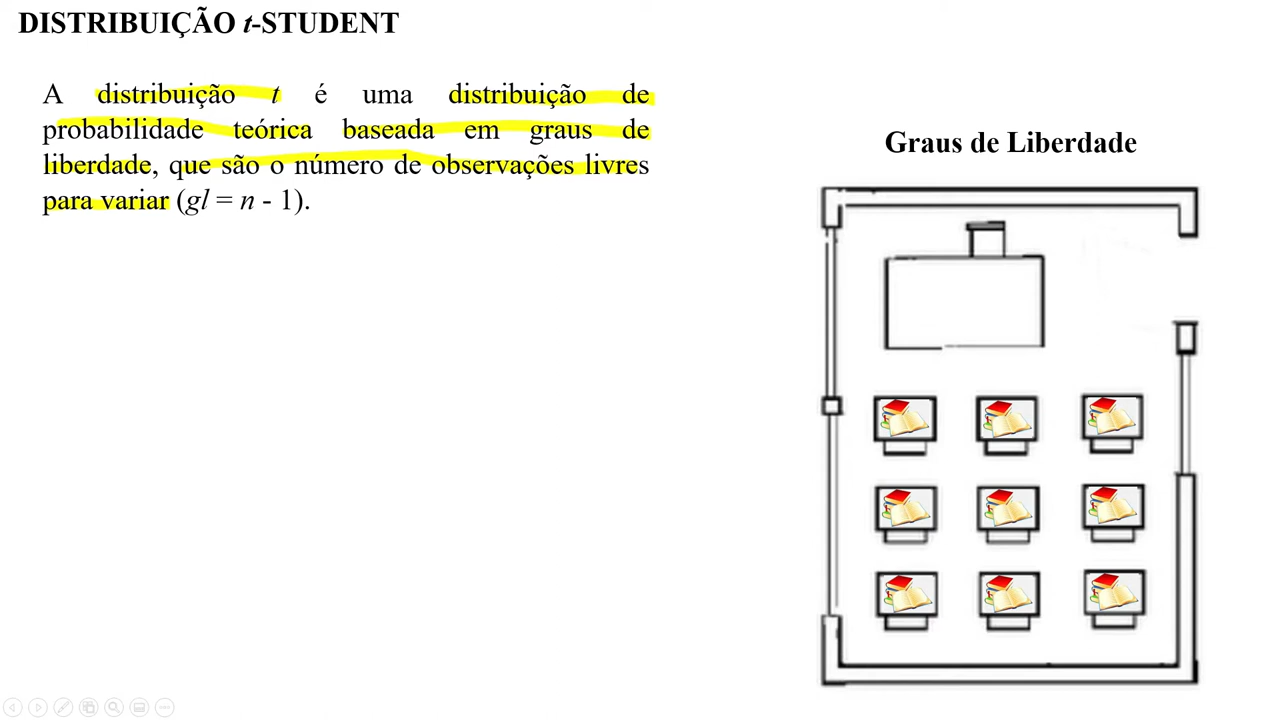 DISTRIBUIÇÃO t-STUDENT
A distribuição t é uma distribuição de
probabilidade teórica baseada em graus de
liberdade, que são o número de observações livres
para variar (gl = n - 1).
Graus de Liberdade